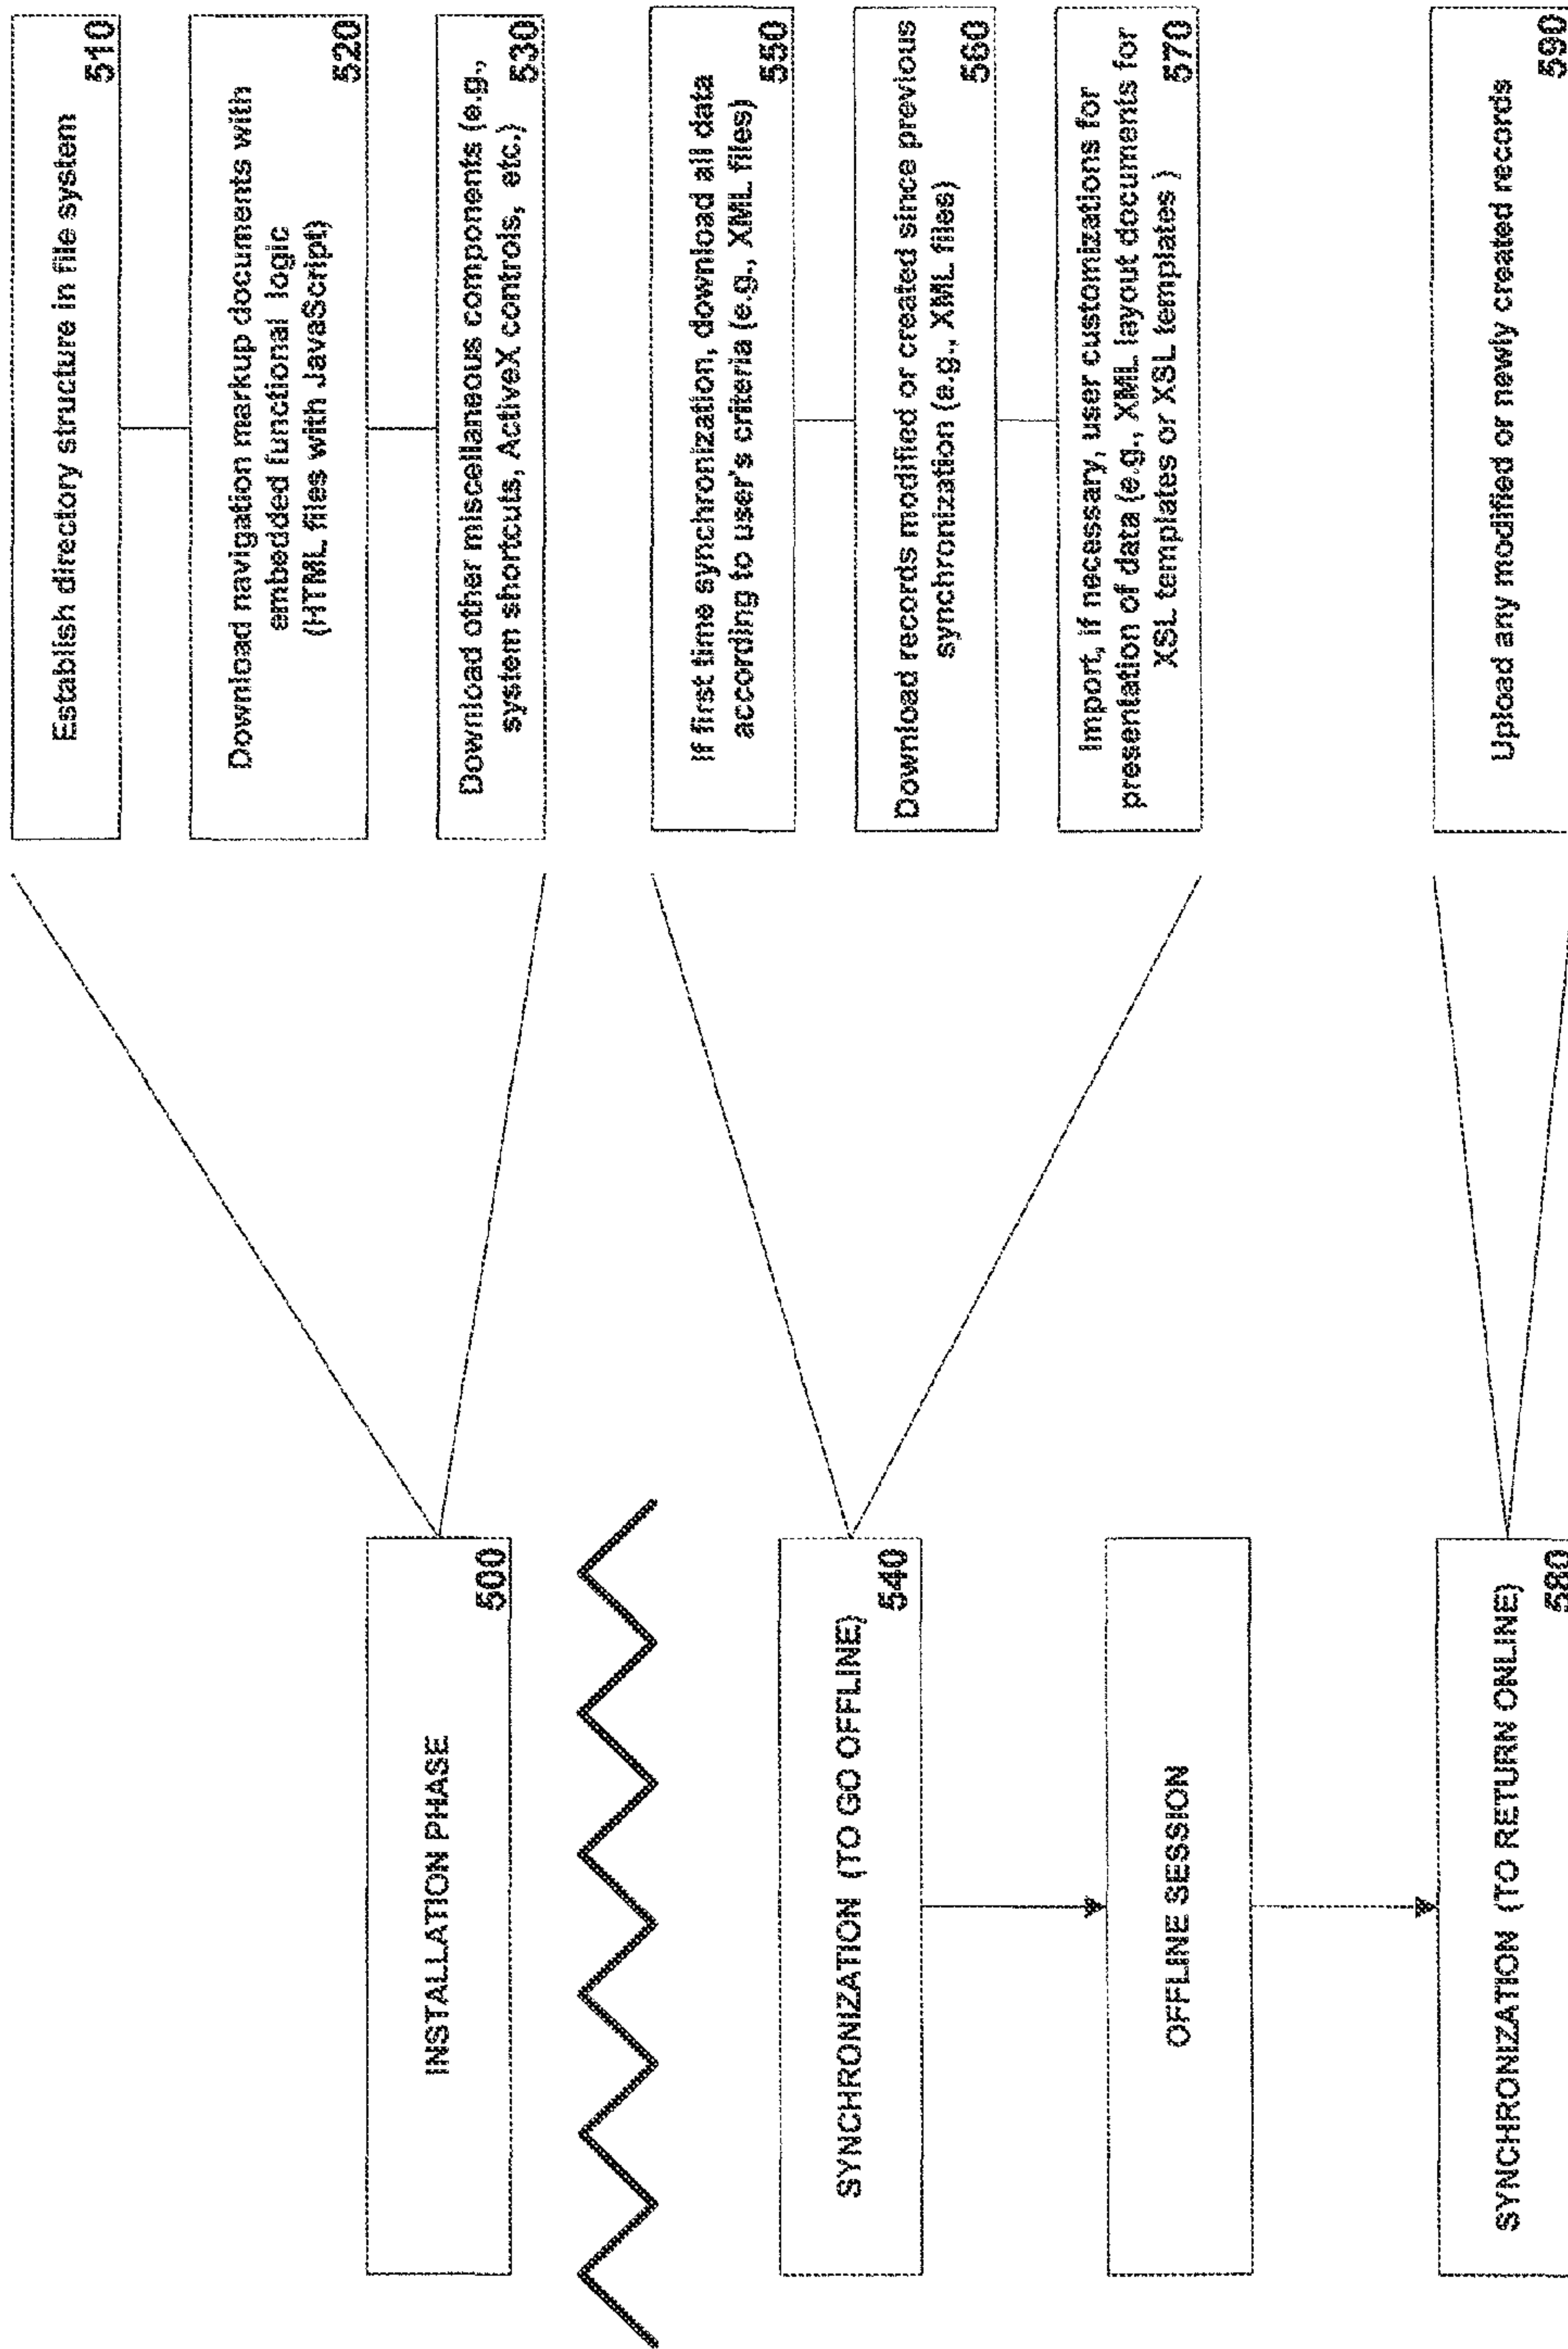 INSTALLATION PHASE
500
Establish directory structure in file system
510
Download navigation markup documents with
embedded functional logic
(HTML files with JavaScript)
520
Download other miscellaneous components (e.g.,
system shortcuts, ActiveX controls, etc.)
530
SYNCHRONIZATION (TO GO OFFLINE)
540
If first time synchronization, download all data
according to user's criteria (e.g., XML files)
550
Download records modified or created since previous
synchronization (e.g., XML files)
560
Import, if necessary, user customizations for
presentation of data (e.g., XML layout documents for
XSL templates or XSL templates )
570
OFFLINE SESSION
SYNCHRONIZATION (TO RETURN ONLINE)
580
Upload any modified or newly created records
590